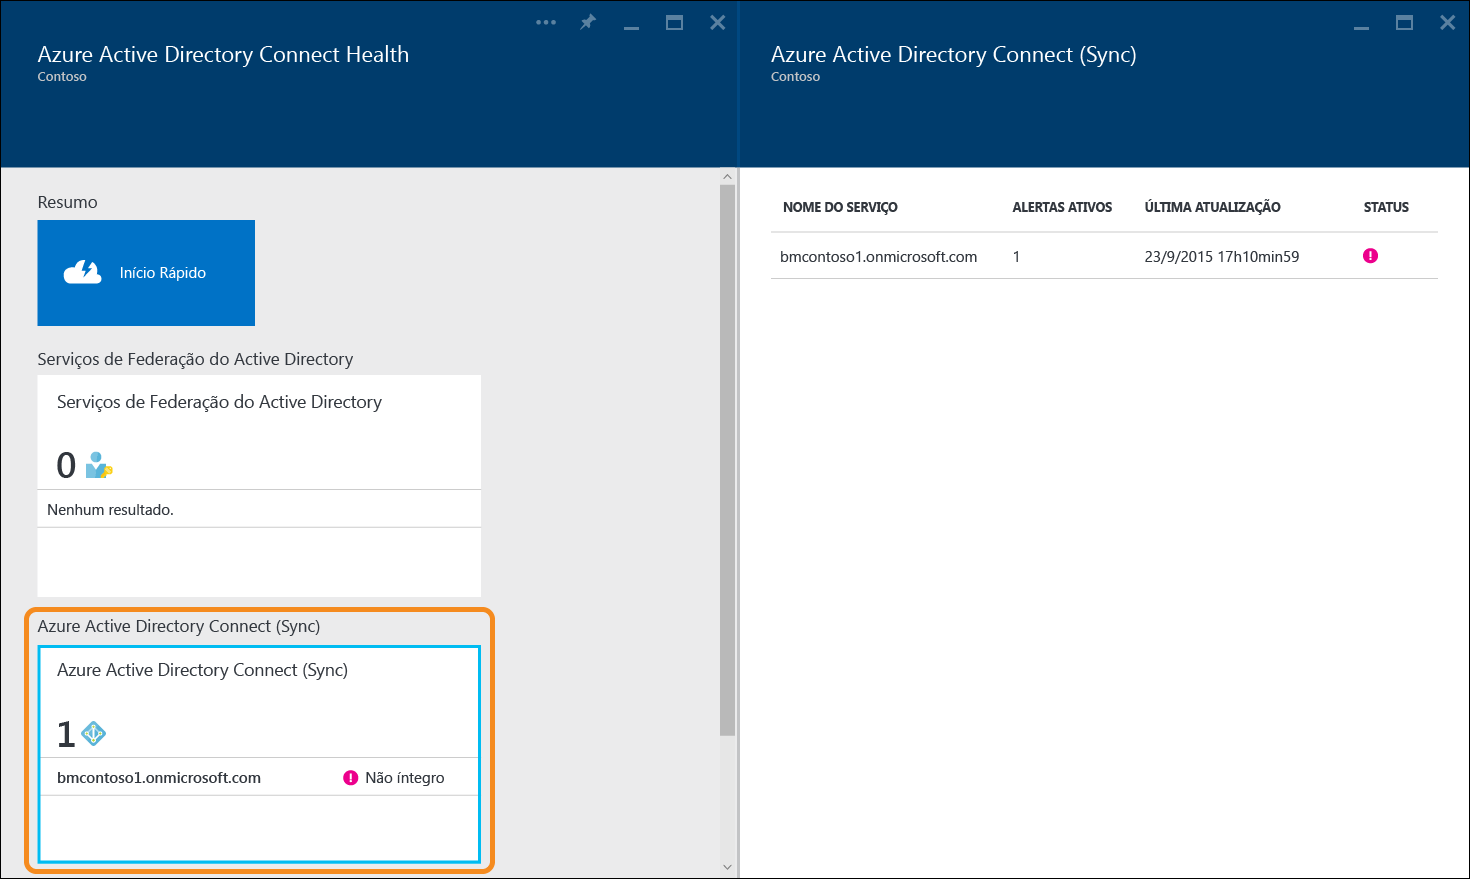 Azure Active Directory Connect Health
Contoso
Resumo
Início Rápido
Serviços de Federação do Active Directory
Serviços de Federação do Active Directory
0
Nenhum resultado.
Azure Active Directory Connect (Sync)
Azure Active Directory Connect (Sync)
1
bmcontoso1.onmicrosoft.com Não íntegro
Azure Active Directory Connect (Sync)
Contoso
NOME DO SERVIÇO ALERTAS ATIVOS ÚLTIMA ATUALIZAÇÃO STATUS
bmcontoso1.onmicrosoft.com 1 23/9/2015 17h10min59